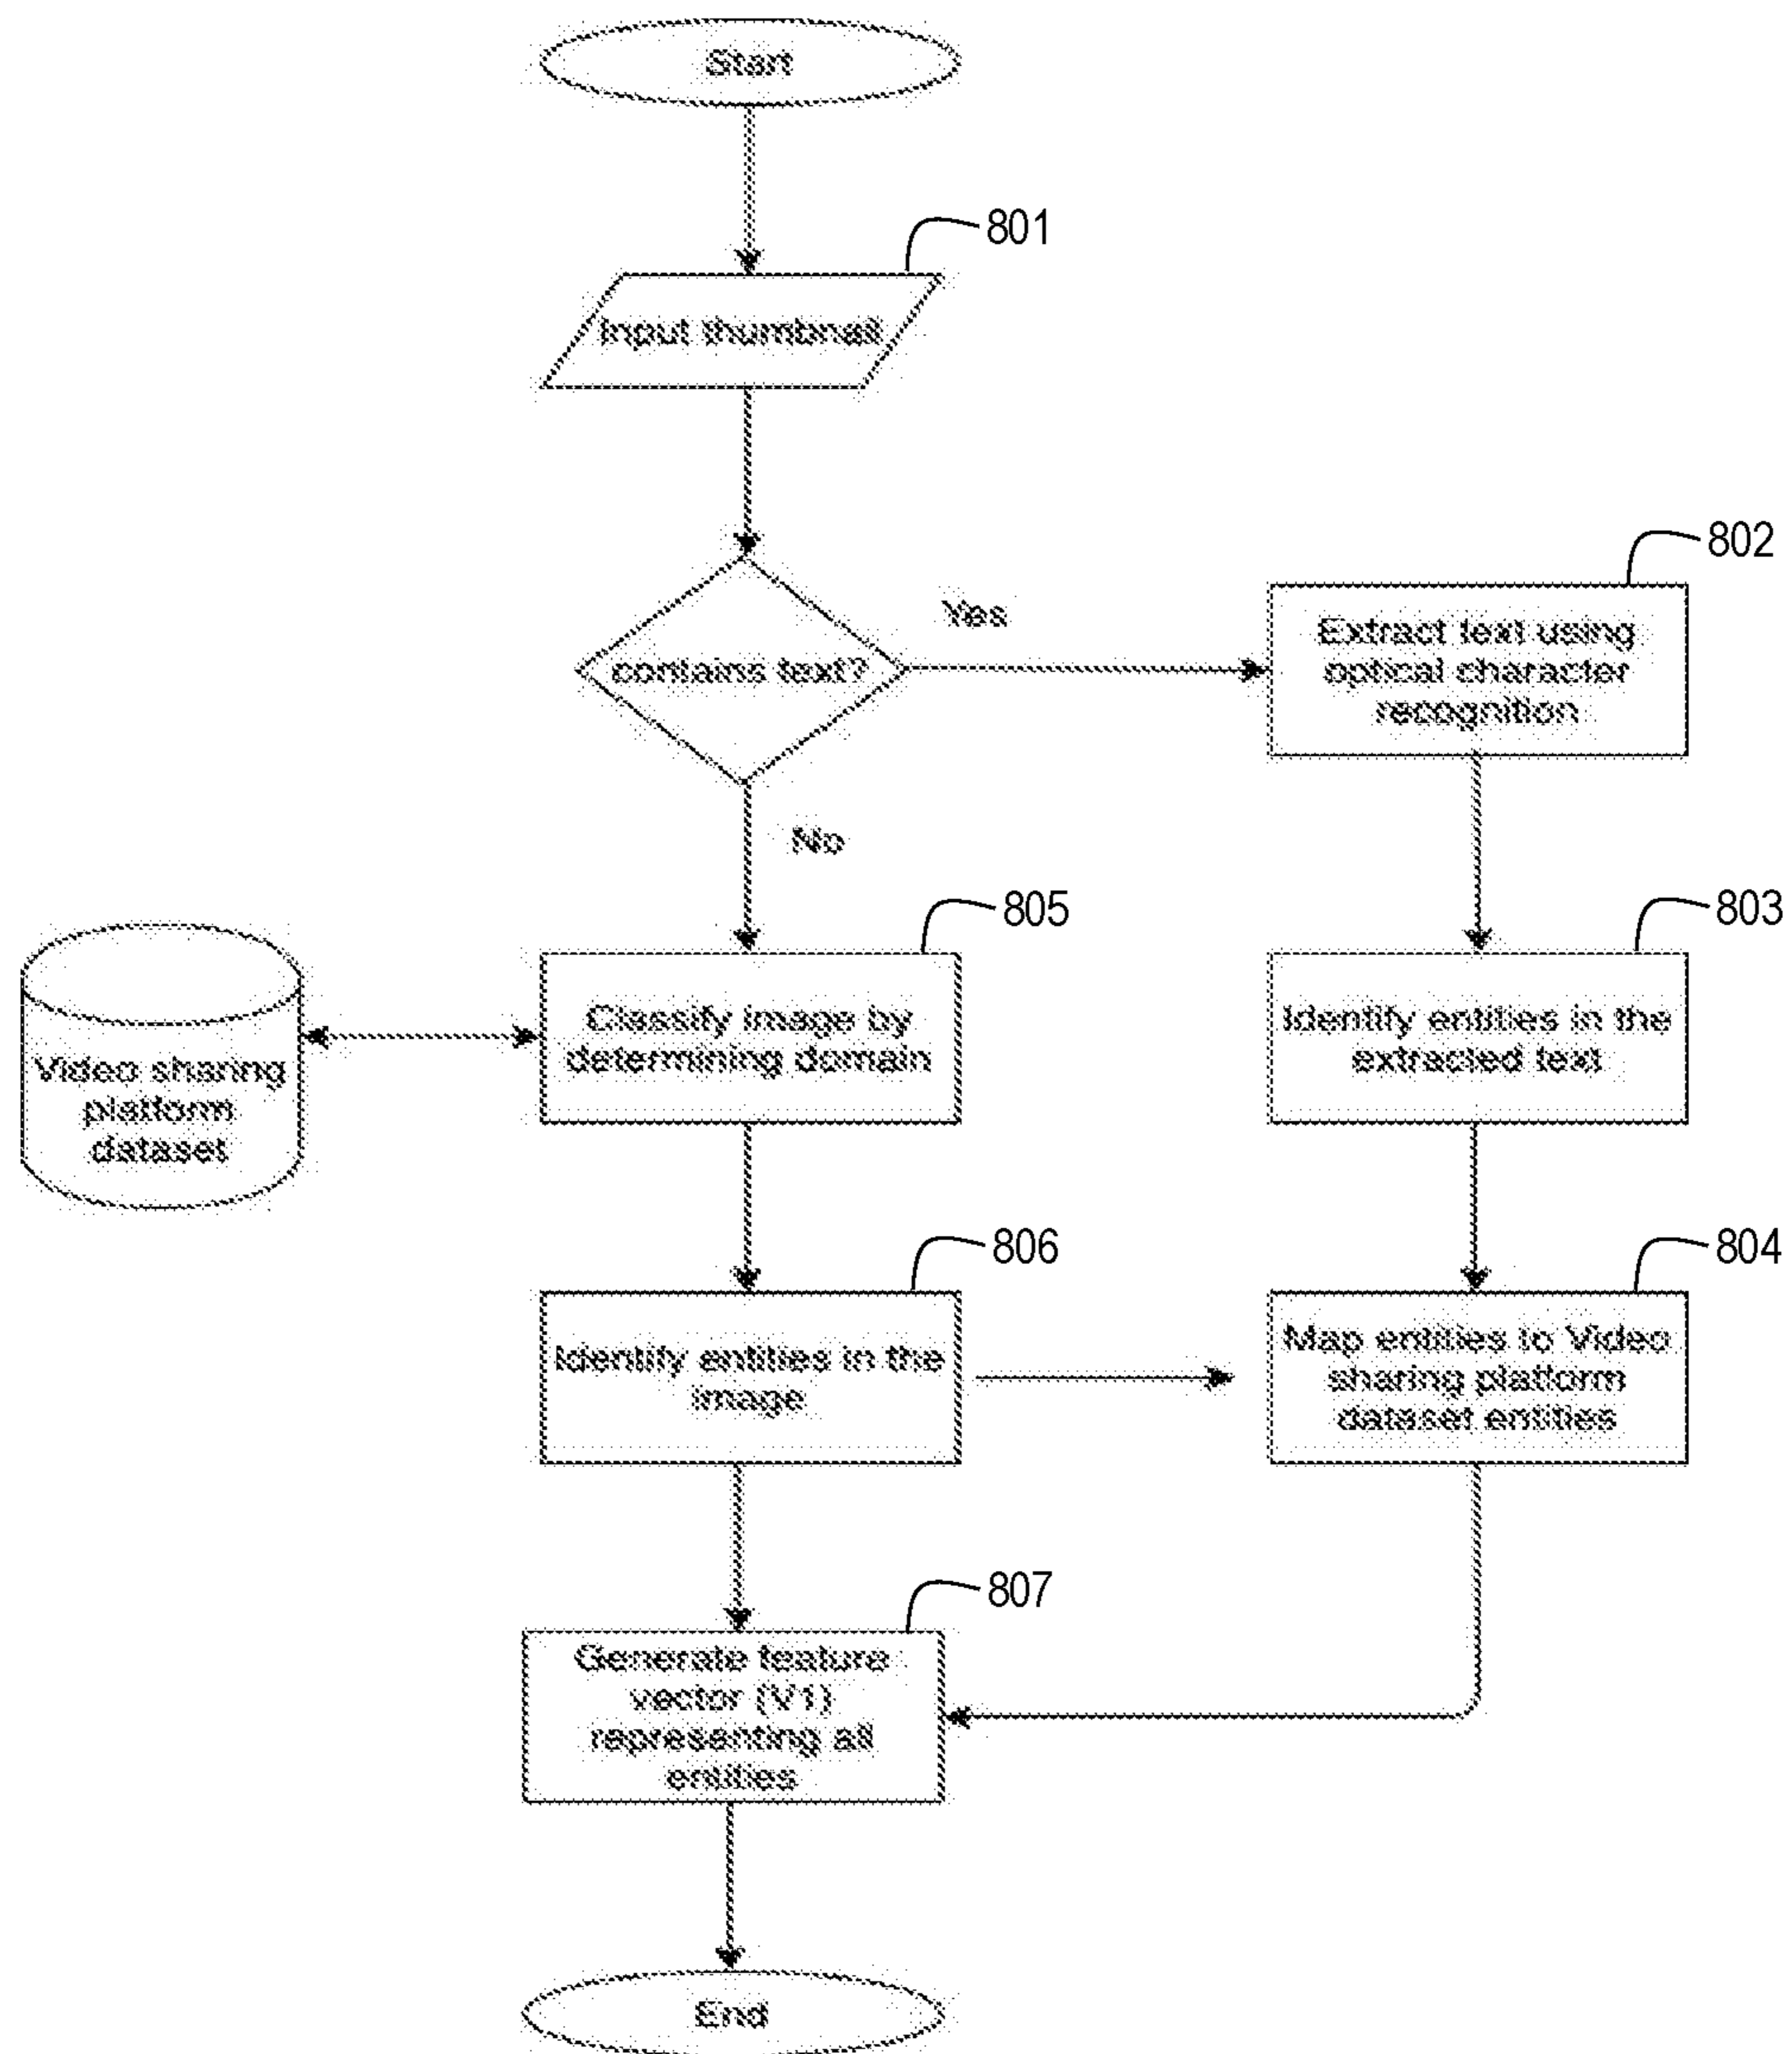 Start
801
Input thumbnail
802
Yes
Extract text using
optical character
recognition
contains text?
No
805
803
Classify image by
determining domain
Identify entities in the
extracted text
Video sharing
platform
dataset
806
804
Identify entities in the
image
Map entities to Video
sharing platform
dataset entities
807
Generate feature
vector (V1)
representing all
entities
End